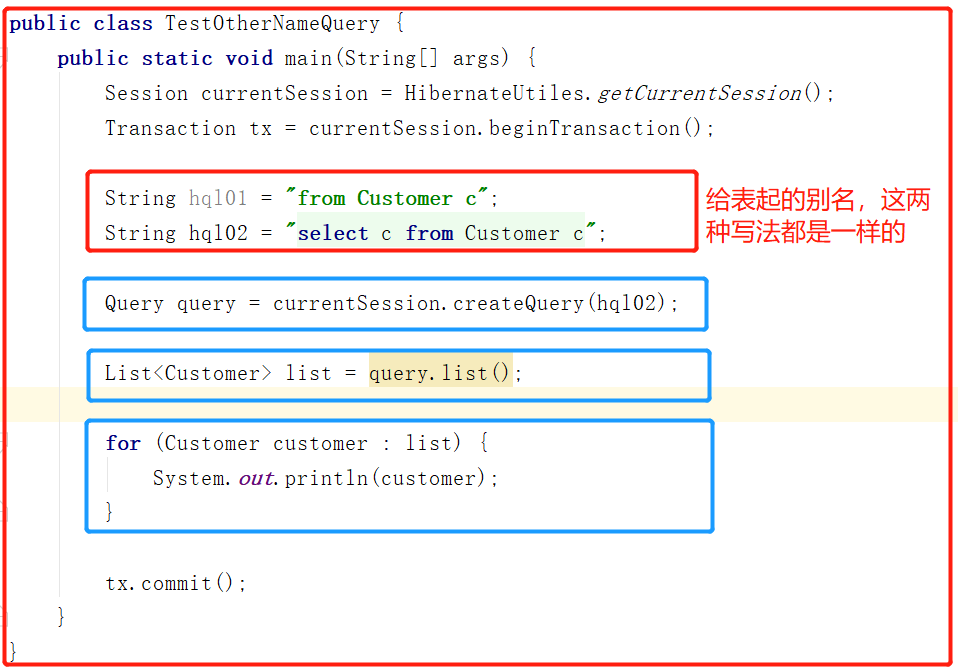 public class TestOtherNameQuery {
public static void main(String[] args) {
Session currentSession = HibernateUtiles.getCurrentSession();
Transaction tx = currentSession.beginTransaction();
String hql01 = "from Customer c";
String hql02 = "select c from Customer c";
给表起的别名，这两
种写法都是一样的
Query query = currentSession.createQuery(hql02);
List<Customer> list = query.list();
for (Customer customer : list) {
System.out.println(customer);
}
tx.commit();
}
}